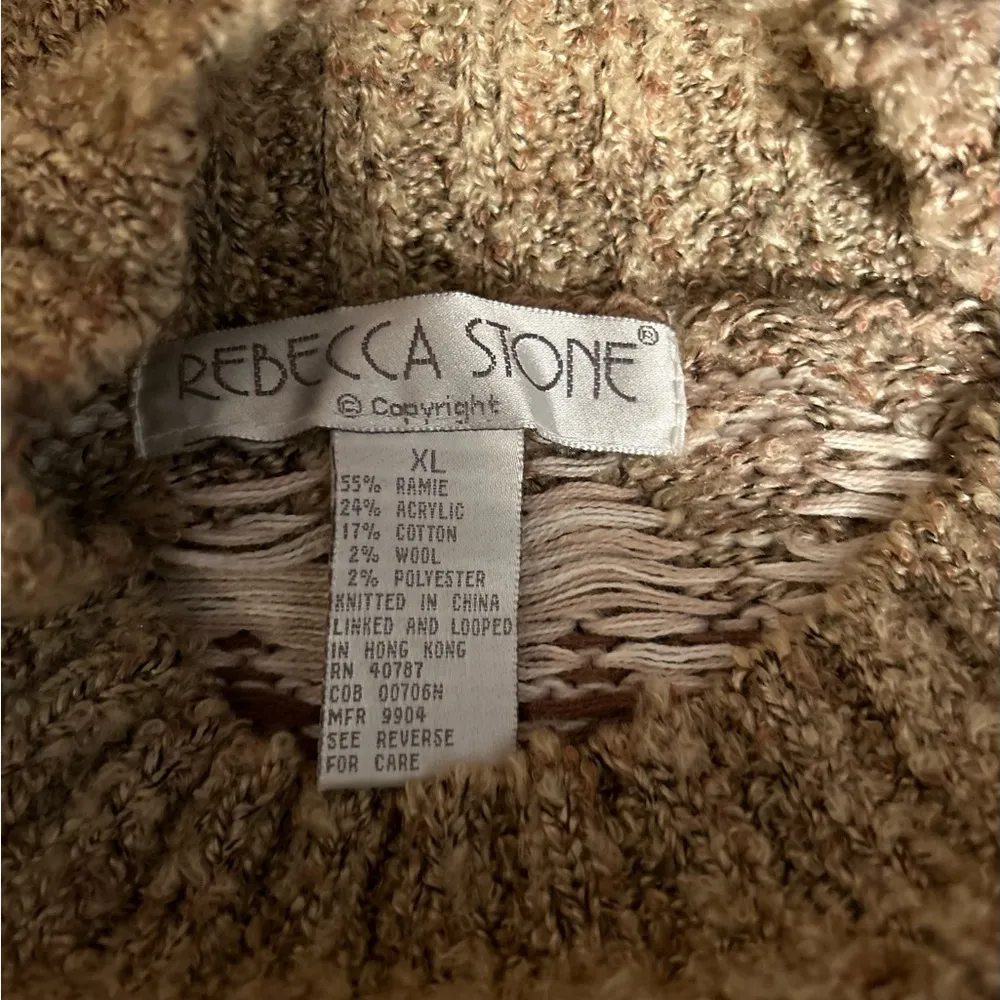 REBECCA STONE®
© Copyright
XL
55% RAMIE
24% ACRYLIC
17% COTTON
2% WOOL
2% POLYESTER
KNITTED IN CHINA
LINKED AND LOOPED
IN HONG KONG
RN 40787
COB 00706N
MFR 9904
SEE REVERSE
FOR CARE